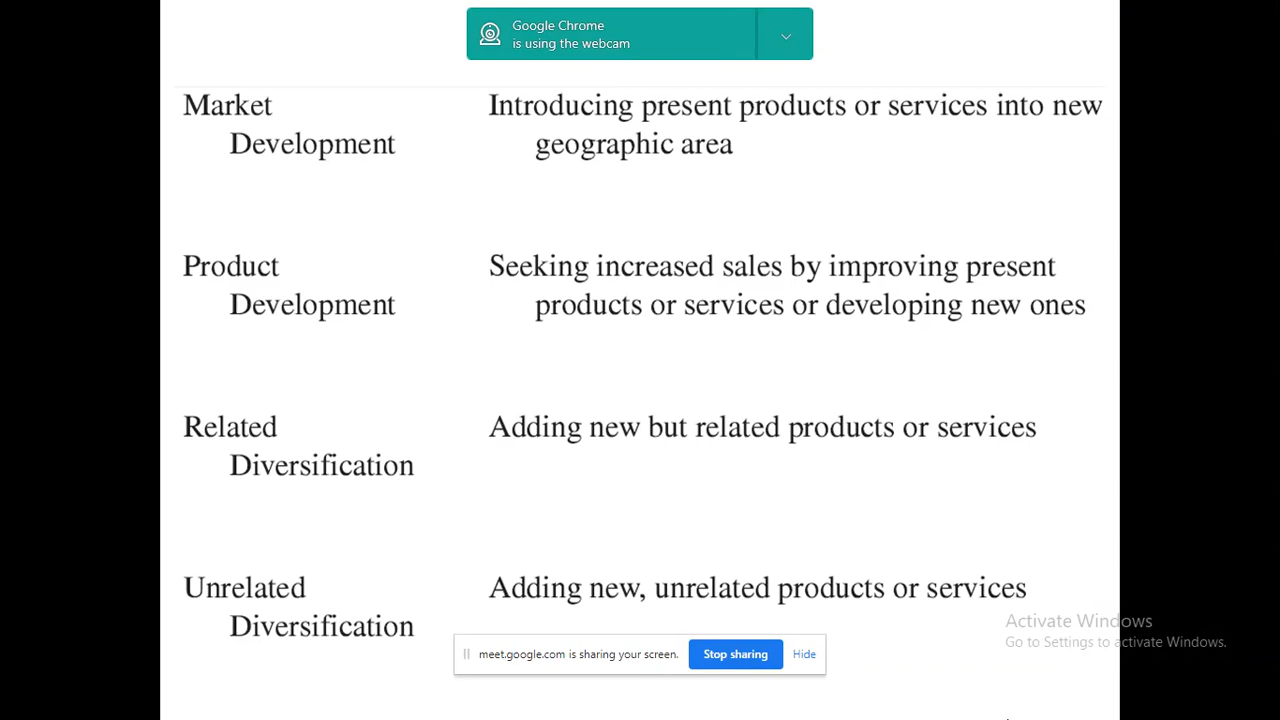 Google Chrome
is using the webcam
Market
Introducing present products or services into new
Development
geographic area
Product
Seeking increased sales by improving present
Development
products or services or developing new ones
Related
Adding new but related products or services
Diversification
Unrelated
Adding new, unrelated products or services
Diversification
Activate Windows
Go to Settings to activate Windows.
meet.google.com is sharing your screen.
Stop sharing
Hide